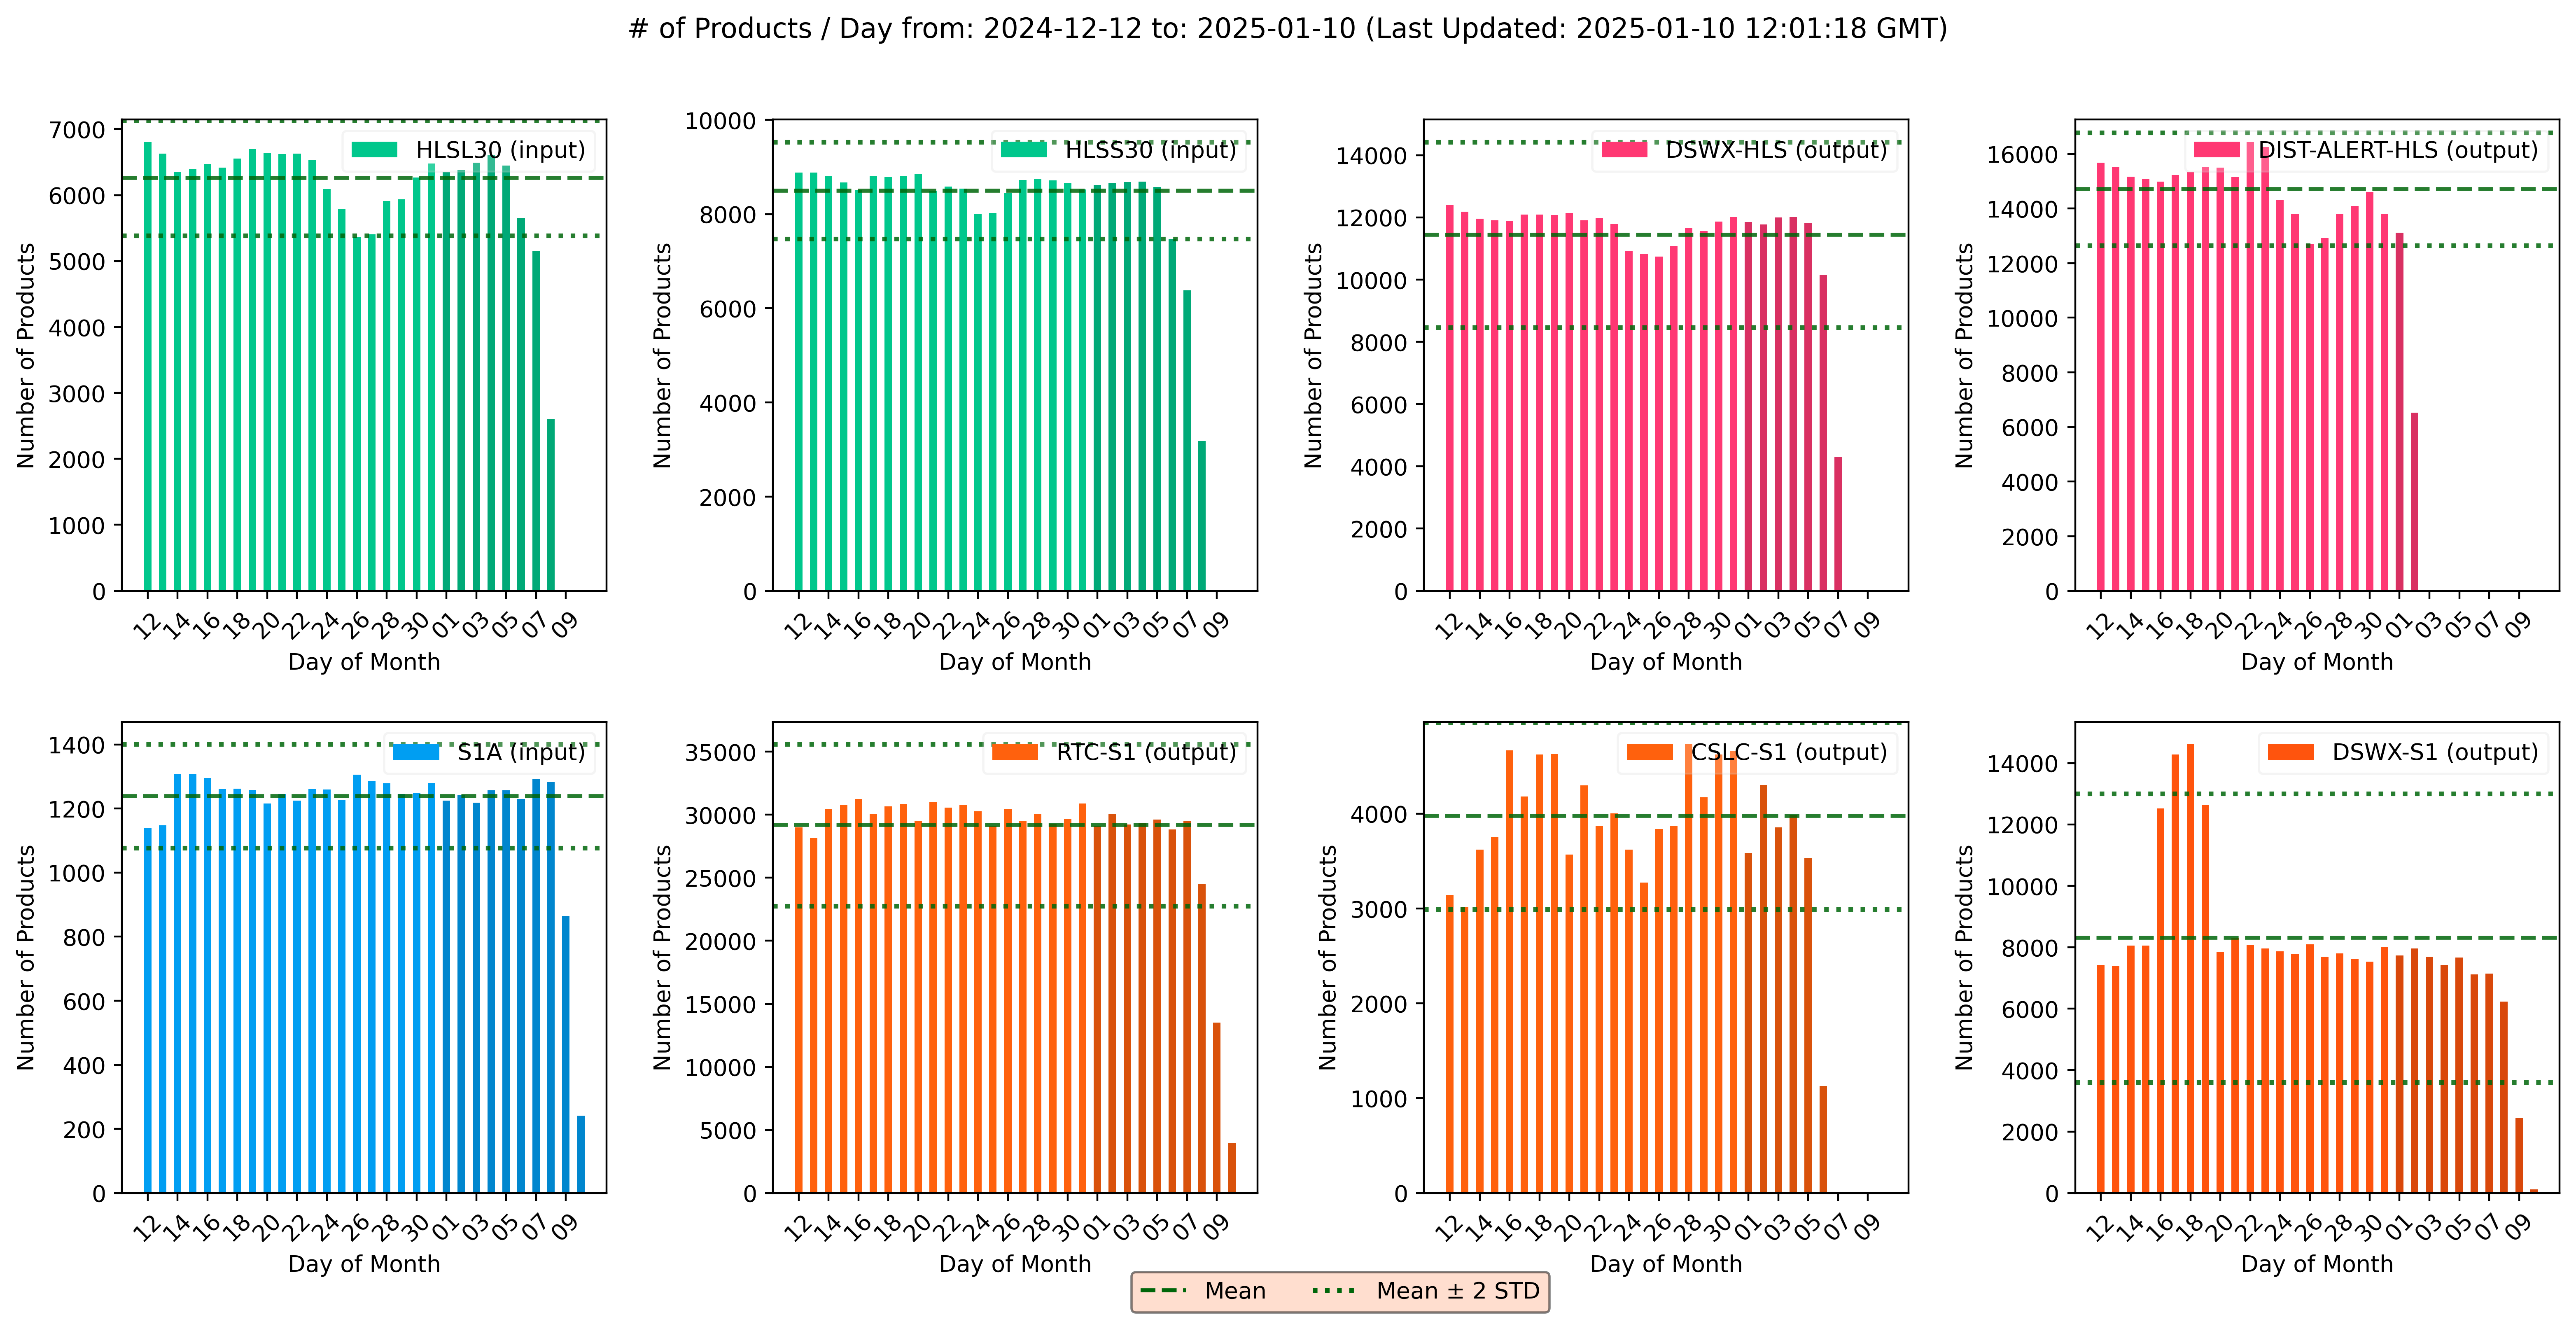 # of Products / Day from: 2024-12-12 to: 2025-01-10 (Last Updated: 2025-01-10 12:01:18 GMT)
HLSL30 (input)
7000
6000
5000
4000
3000
2000
1000
0
Number of Products
12 14 16 18 20 22 24 26 28 30 01 03 05 07 09
Day of Month
HLSS30 (input)
10000
8000
6000
4000
2000
0
Number of Products
12 14 16 18 20 22 24 26 28 30 01 03 05 07 09
Day of Month
DSWX-HLS (output)
14000
12000
10000
8000
6000
4000
2000
0
Number of Products
12 14 16 18 20 22 24 26 28 30 01 03 05 07 09
Day of Month
DIST-ALERT-HLS (output)
16000
14000
12000
10000
8000
6000
4000
2000
0
Number of Products
12 14 16 18 20 22 24 26 28 30 01 03 05 07 09
Day of Month
S1A (input)
1400
1200
1000
800
600
400
200
0
Number of Products
12 14 16 18 20 22 24 26 28 30 01 03 05 07 09
Day of Month
RTC-S1 (output)
35000
30000
25000
20000
15000
10000
5000
0
Number of Products
12 14 16 18 20 22 24 26 28 30 01 03 05 07 09
Day of Month
CSLC-S1 (output)
4000
3000
2000
1000
0
Number of Products
12 14 16 18 20 22 24 26 28 30 01 03 05 07 09
Day of Month
DSWX-S1 (output)
14000
12000
10000
8000
6000
4000
2000
0
Number of Products
12 14 16 18 20 22 24 26 28 30 01 03 05 07 09
Day of Month
Mean
Mean ± 2 STD